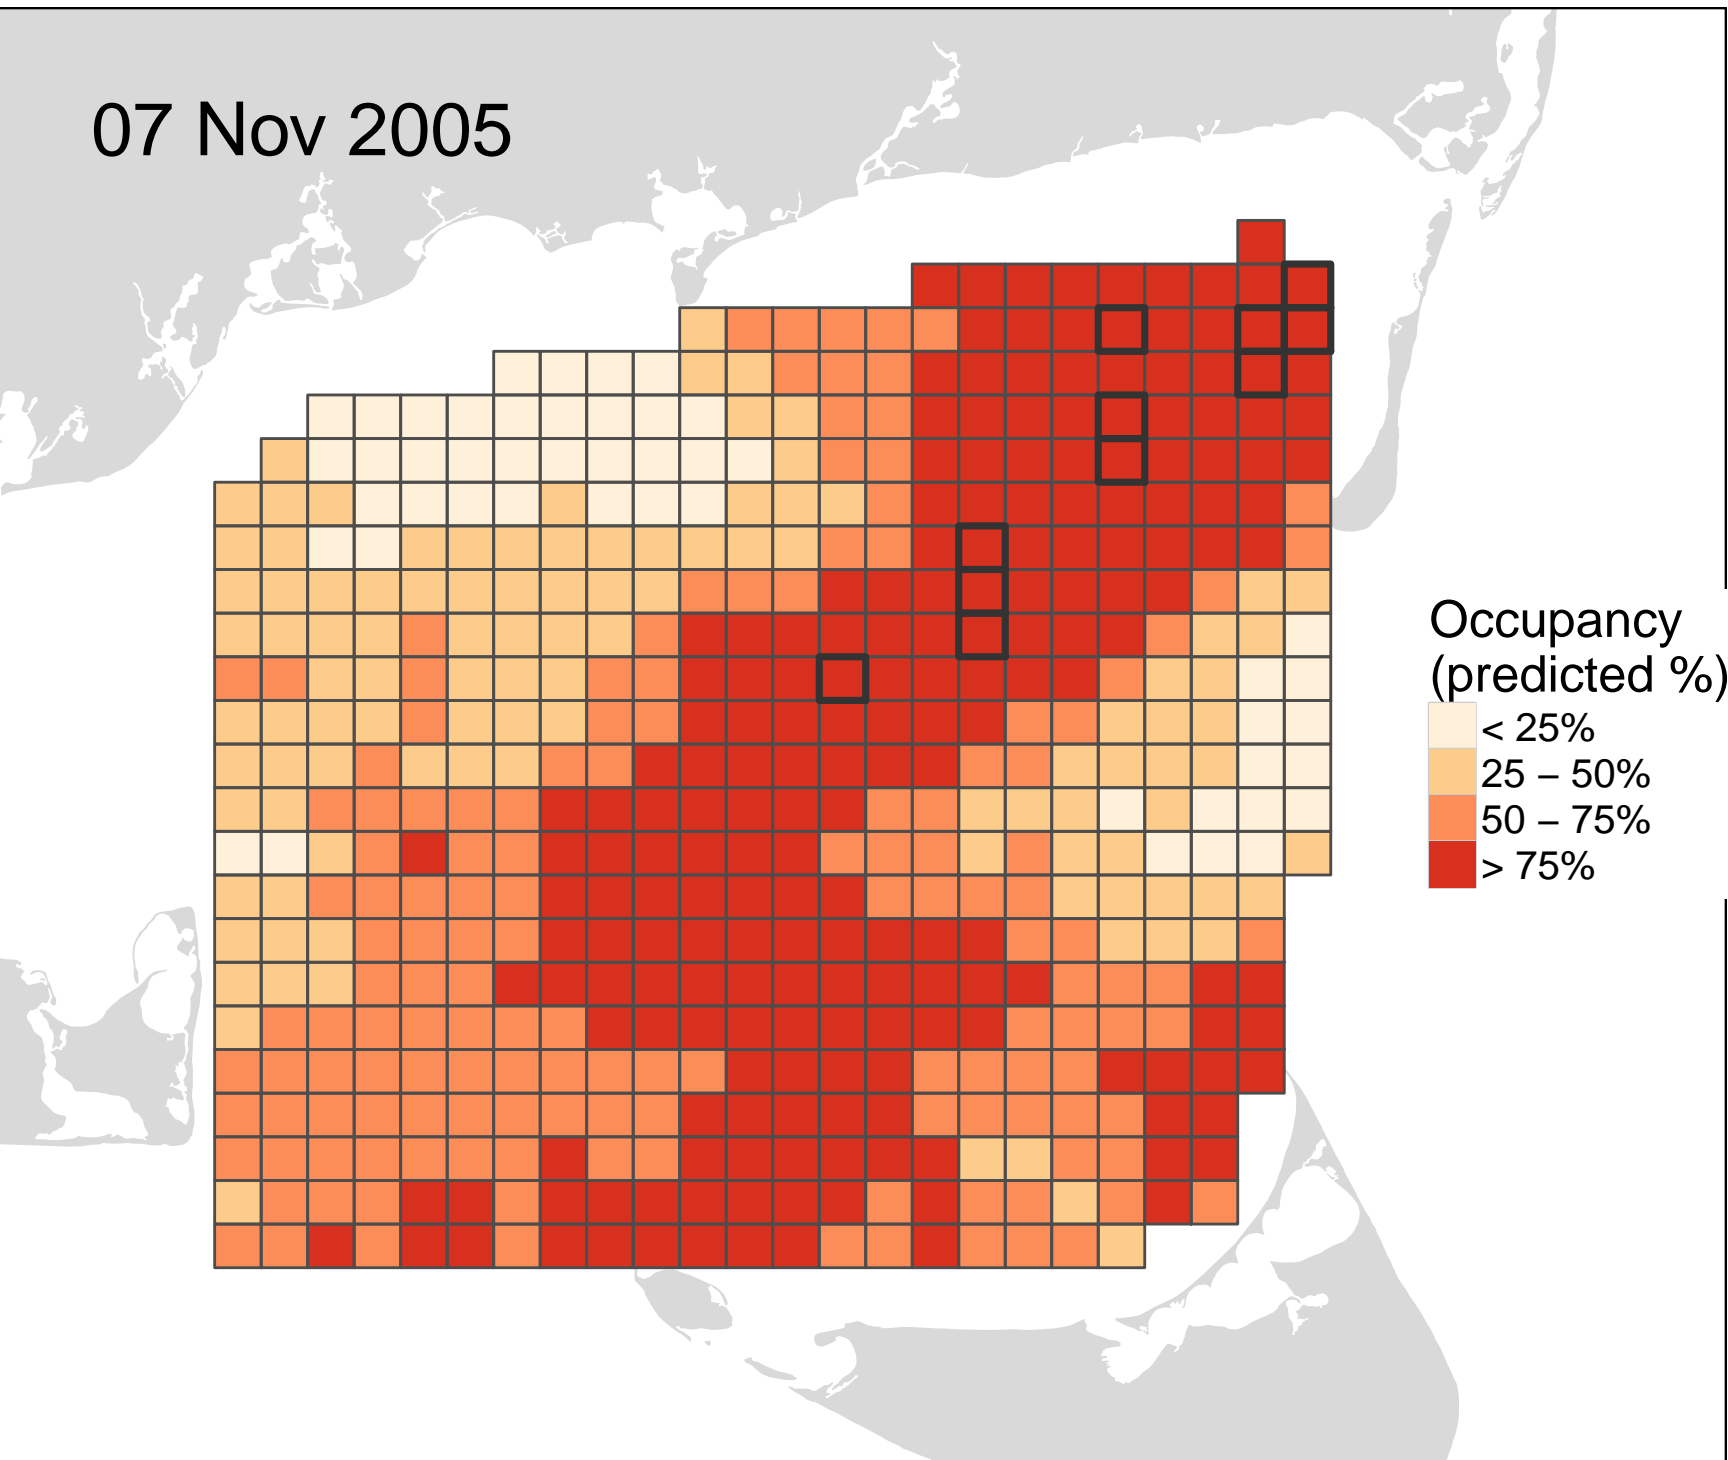 07 Nov 2005
Occupancy
(predicted %)
< 25%
25 – 50%
50 – 75%
> 75%